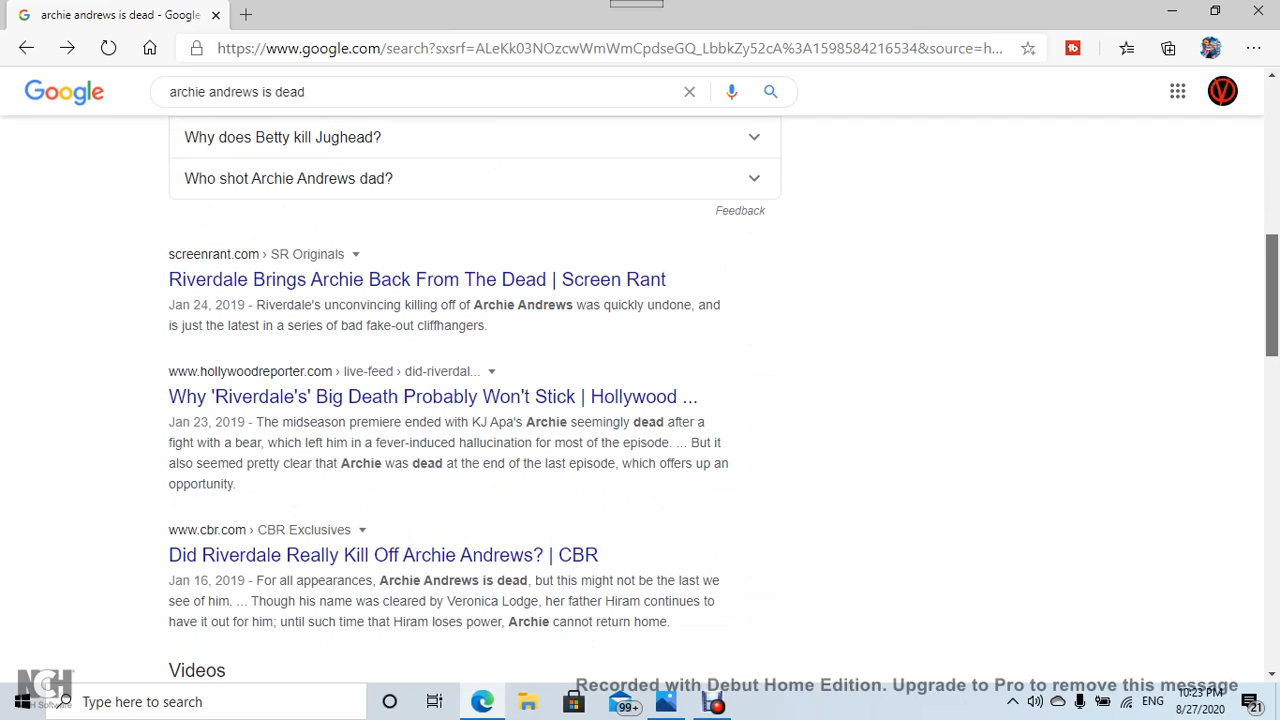 archie andrews is dead - Google
https://www.google.com/search?sxsrf=ALeKk03NOzcwWmWmCpdseGQ_LbbkZy52cA%3A1598584216534&source=h...
Google
archie andrews is dead
Why does Betty kill Jughead?
Who shot Archie Andrews dad?
Feedback
screenrant.com › SR Originals
Riverdale Brings Archie Back From The Dead | Screen Rant
Jan 24, 2019 - Riverdale's unconvincing killing off of Archie Andrews was quickly undone, and
is just the latest in a series of bad fake-out cliffhangers.
www.hollywoodreporter.com › live-feed › did-riverdal...
Why 'Riverdale's' Big Death Probably Won't Stick | Hollywood ...
Jan 23, 2019 - The midseason premiere ended with KJ Apa's Archie seemingly dead after a
fight with a bear, which left him in a fever-induced hallucination for most of the episode. ... But it
also seemed pretty clear that Archie was dead at the end of the last episode, which offers up an
opportunity.
www.cbr.com › CBR Exclusives
Did Riverdale Really Kill Off Archie Andrews? | CBR
Jan 16, 2019 - For all appearances, Archie Andrews is dead, but this might not be the last we
see of him. ... Though his name was cleared by Veronica Lodge, her father Hiram continues to
have it out for him; until such time that Hiram loses power, Archie cannot return home.
Videos
Recorded with Debut Home Edition. Upgrade to Pro to remove this message
NCH Software
Type here to search
99+
ENG
10:23 PM
8/27/2020
21